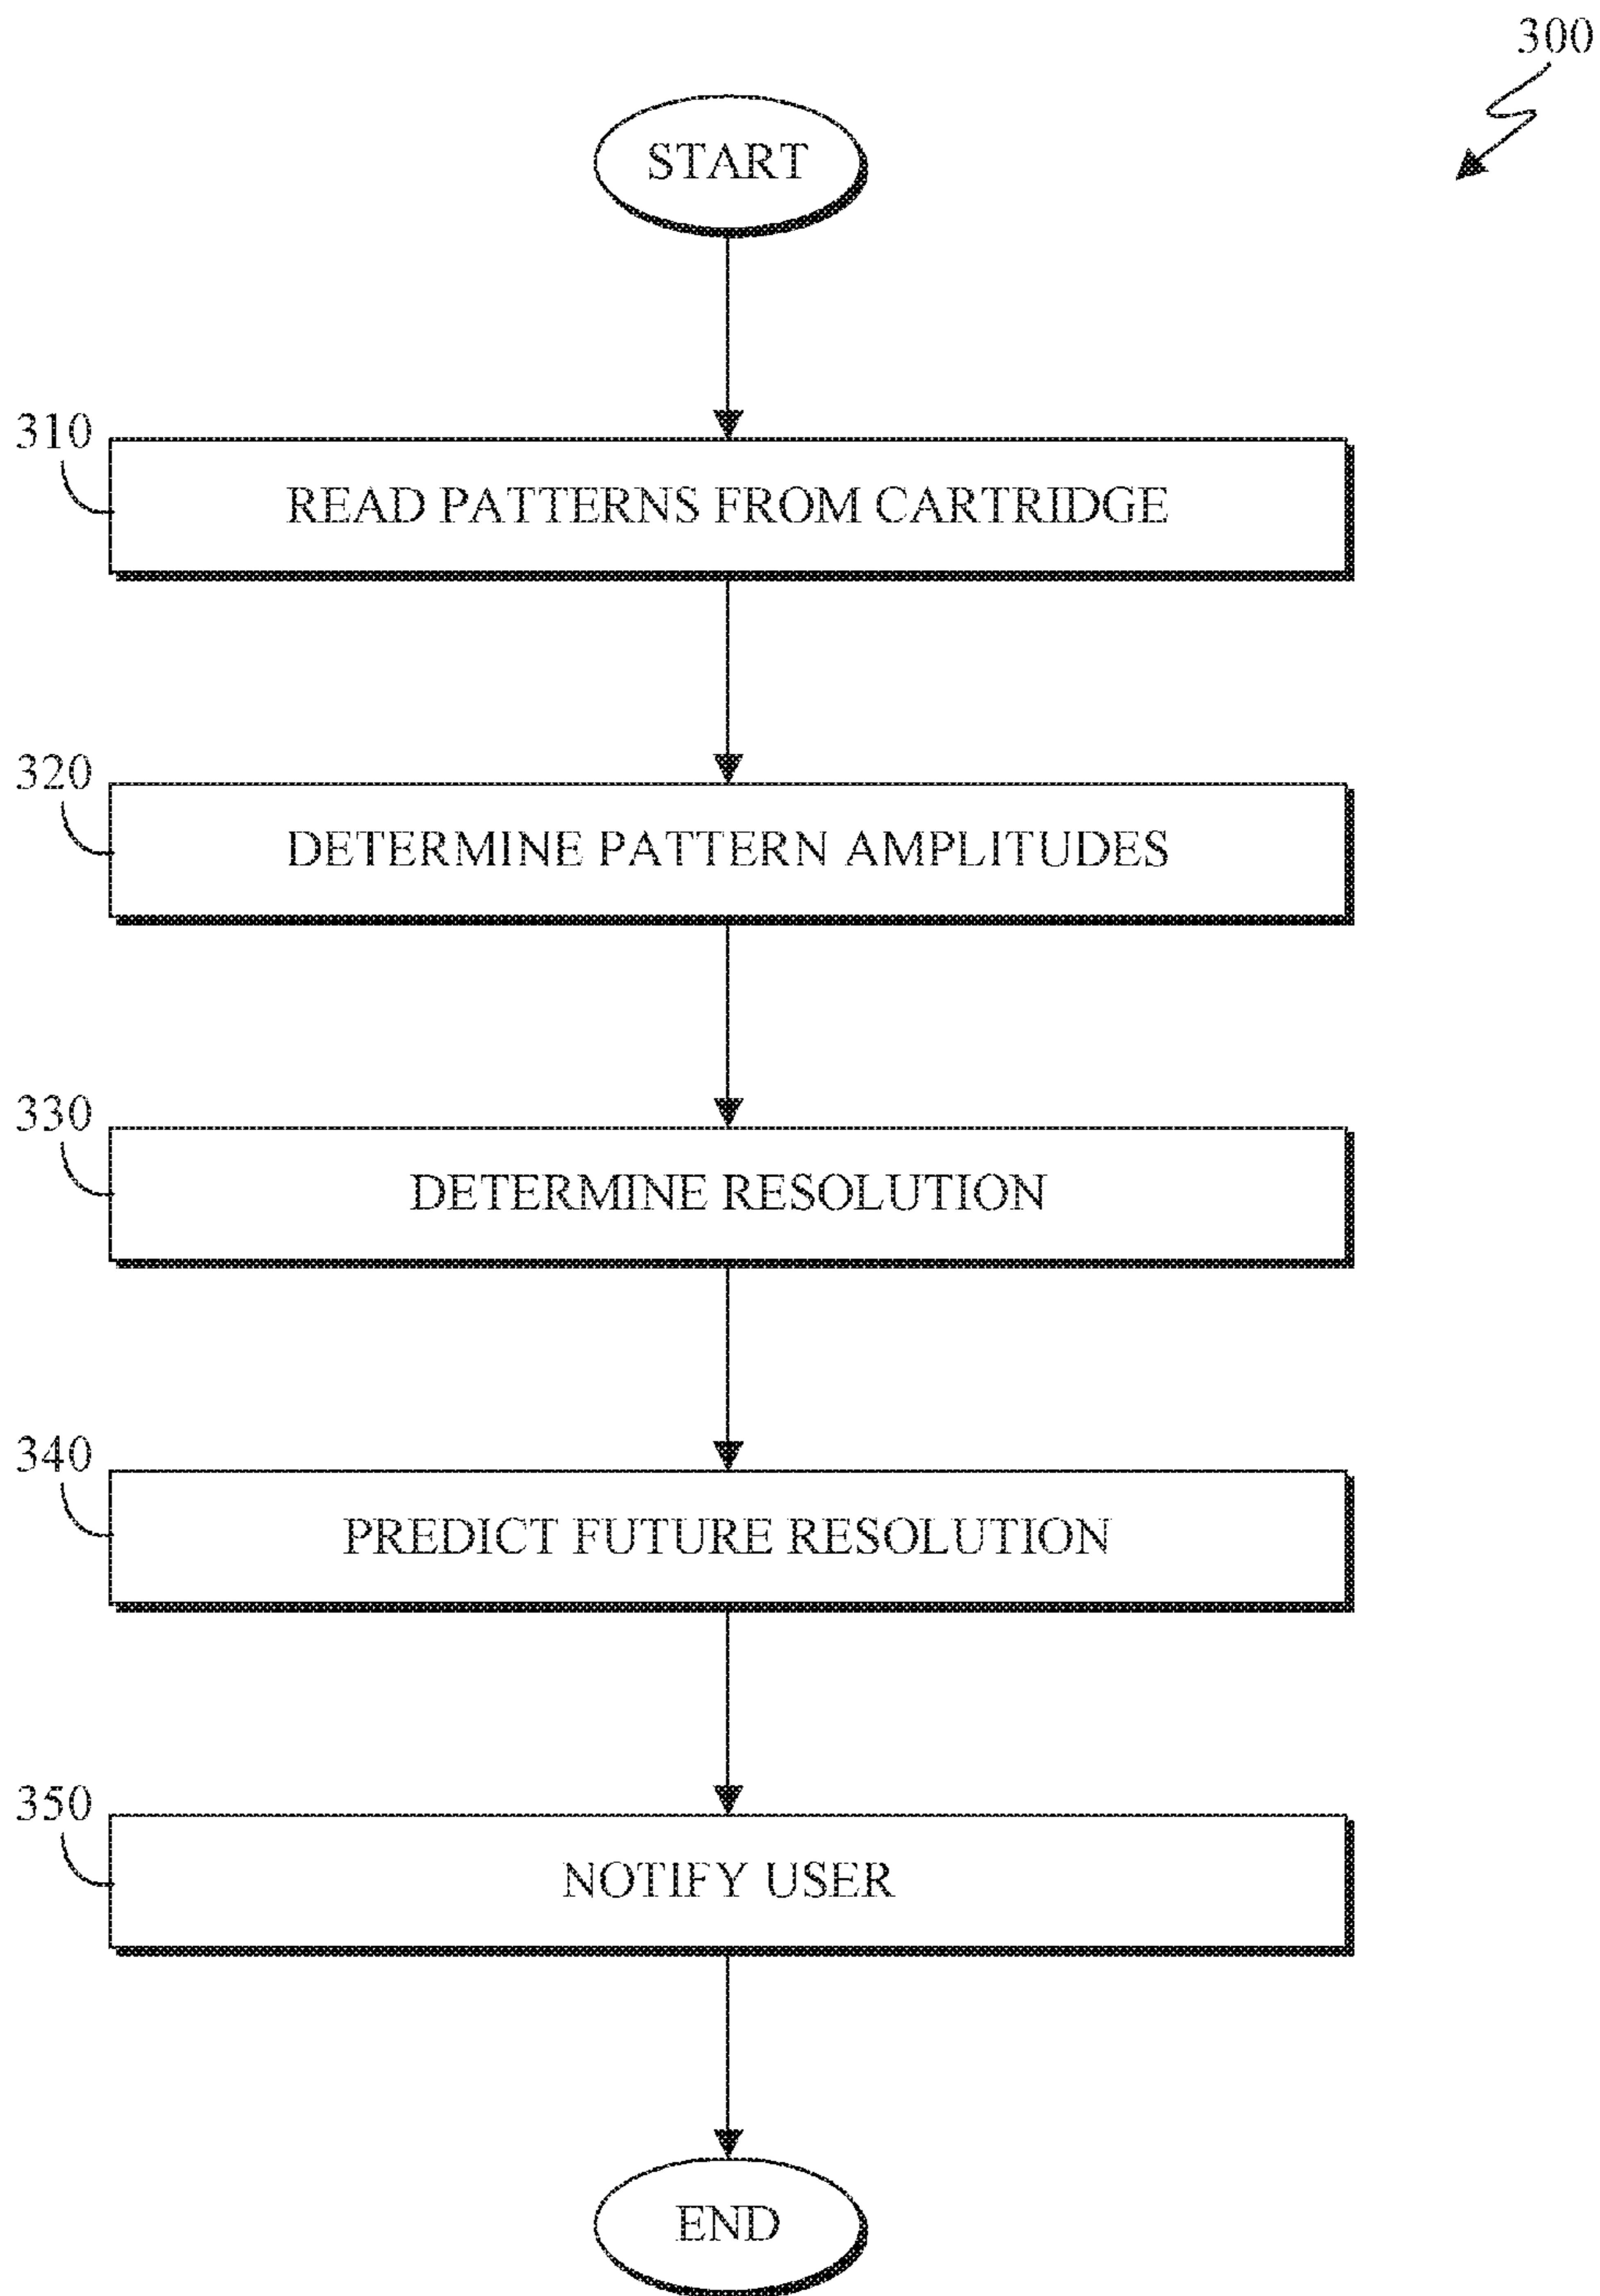 300
START
310
READ PATTERNS FROM CARTRIDGE
320
DETERMINE PATTERN AMPLITUDES
330
DETERMINE RESOLUTION
340
PREDICT FUTURE RESOLUTION
350
NOTIFY USER
END